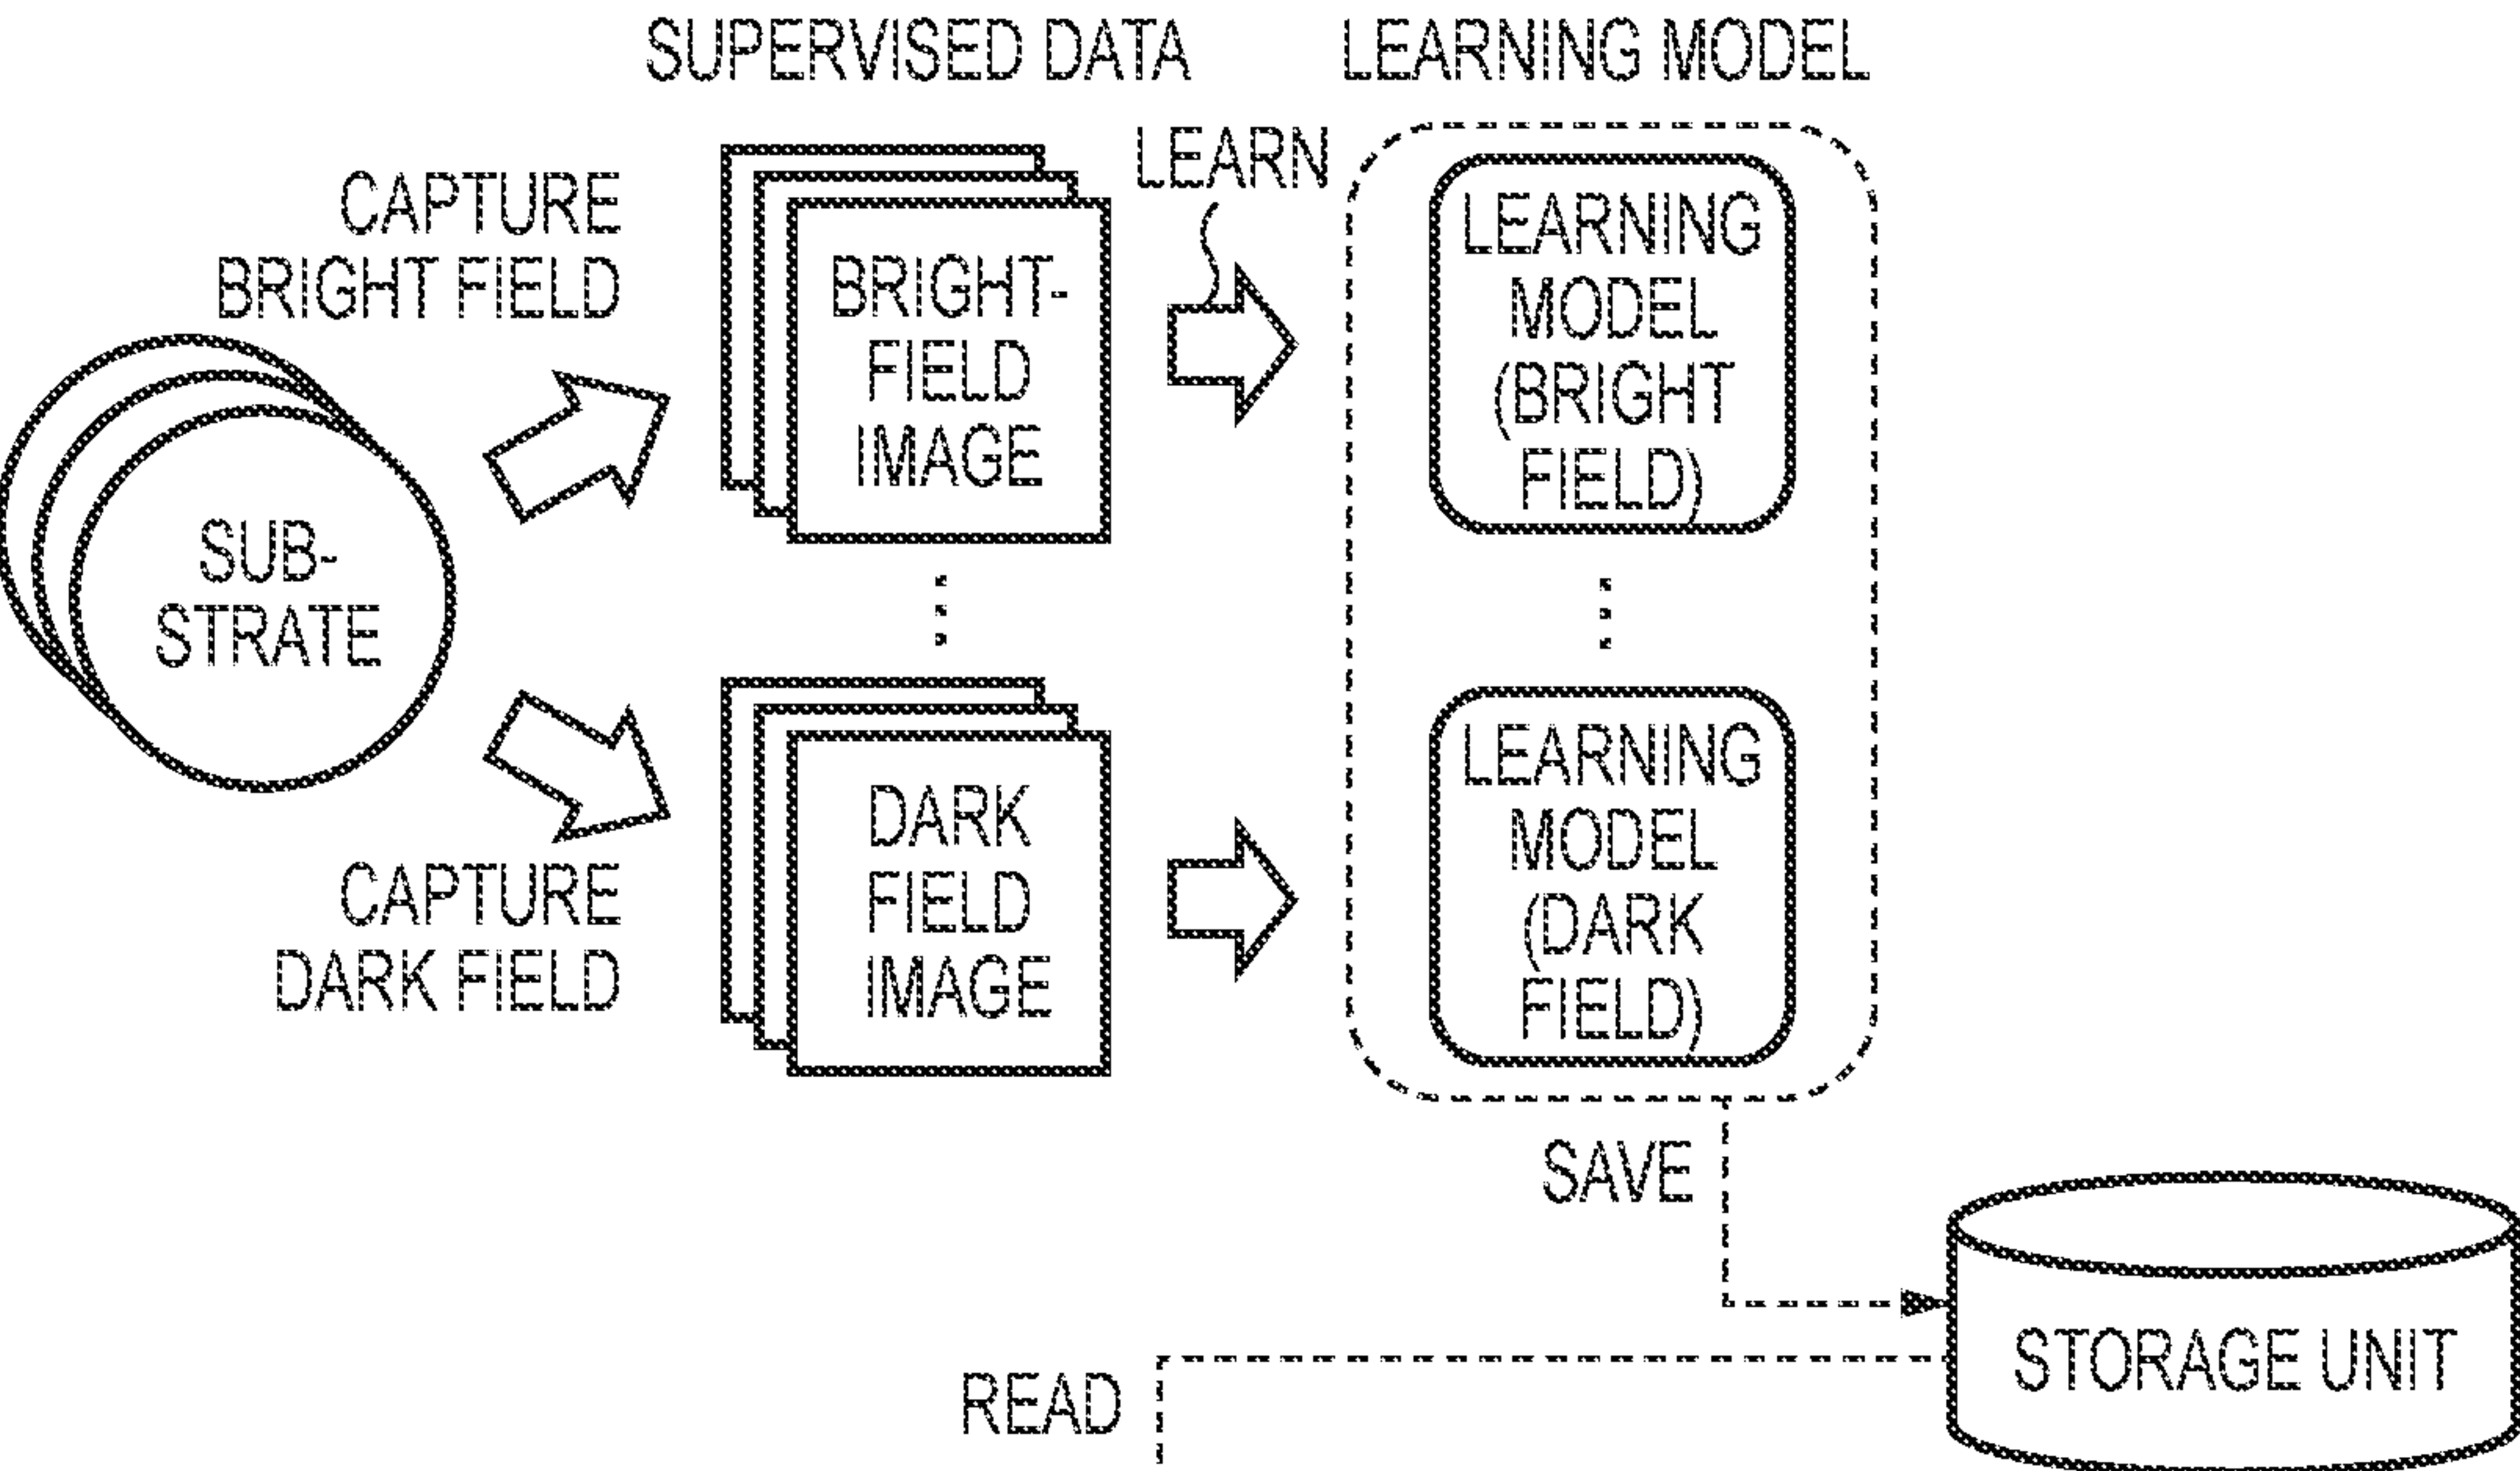 SUPERVISED DATA
LEARNING MODEL
LEARN
CAPTURE
BRIGHT FIELD
BRIGHT-
FIELD
IMAGE
LEARNING
MODEL
(BRIGHT
FIELD)
SUB-
STRATE
CAPTURE
DARK FIELD
DARK
FIELD
IMAGE
LEARNING
MODEL
(DARK
FIELD)
SAVE
STORAGE UNIT
READ